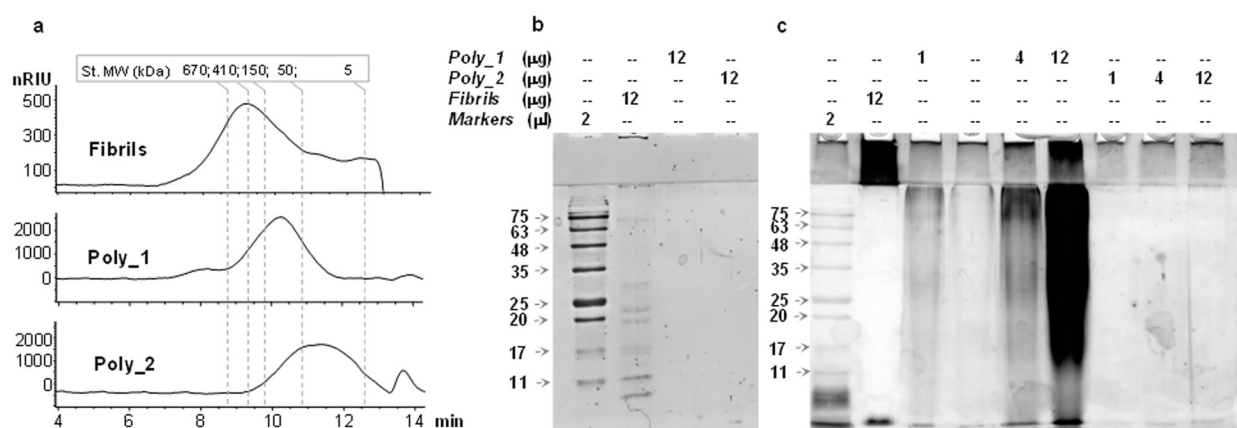 a
St. MW (kDa) 670; 410; 150; 50; 5
nRIU
500
300
100
Fibrils
2000
1000
0
Poly_1
2000
1000
0
Poly_2
4 6 8 10 12 14 min
b
Poly_1 (µg) -- -- 12 --
Poly_2 (µg) -- -- -- 12
Fibrils (µg) -- 12 -- --
Markers (µl) 2 -- -- --
75
63
48
35
25
20
17
11
c
-- -- 1 -- 4 12 -- -- --
-- -- -- -- -- -- 1 4 12
-- 12 -- -- -- -- -- -- --
2 -- -- -- -- -- -- -- --
75
63
48
35
25
20
17
11